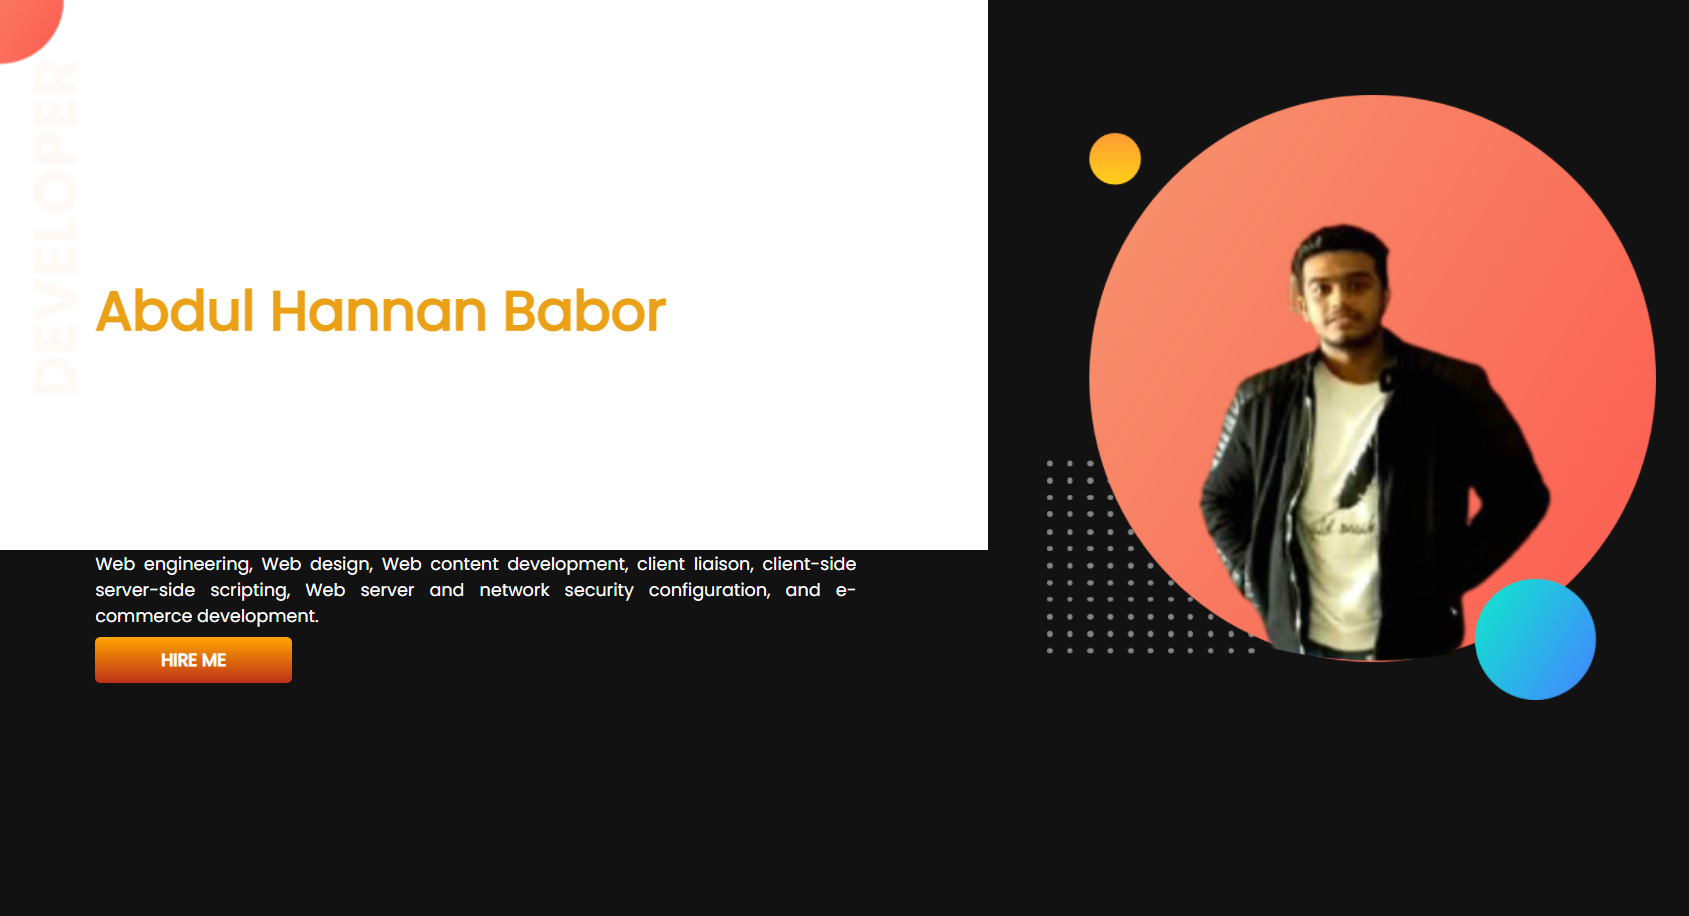 DEVELOPER
Abdul Hannan Babor
Web engineering, Web design, Web content development, client liaison, client-side
server-side scripting, Web server and network security configuration, and e-
commerce development.
HIRE ME